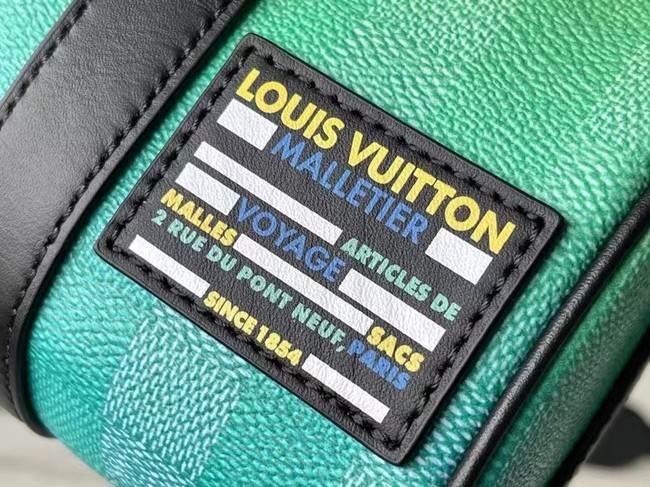 LOUIS VUITTON
MALLETIER
ARTICLES DE
MALLES VOYAGE
2 RUE DU PONT NEUF, PARIS
SACS
SINCE 1854